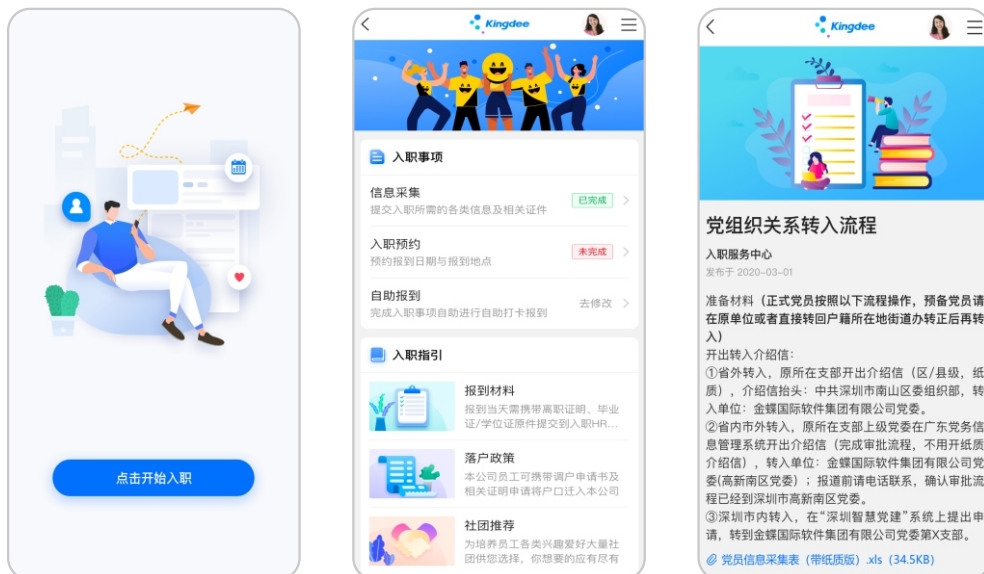 点击开始入职
Kingdee
入职事项
信息采集
提交入职所需的各类信息及相关证件
已完成
入职预约
预约报到日期与报到地点
未完成
自助报到
完成入职事项自助进行自助打卡报到
去修改
入职指引
报到材料
报到当天需携带离职证明、毕业
证/学位证原件提交到入职HR...
落户政策
本公司员工可携带调户申请书及
相关证明申请将户口迁入本公司
社团推荐
为培养员工各类兴趣爱好大量社
团供您选择，你想要的应有尽有
Kingdee
党组织关系转入流程
入职服务中心
发布于 2020-03-01
准备材料（正式党员按照以下流程操作，预备党员请
在原单位或者直接转回户籍所在地街道办转正后再转
入）
开出转入介绍信：
①省外转入，原所在支部开出介绍信（区/县级，纸
质），介绍信抬头：中共深圳市南山区委组织部，转
入单位：金蝶国际软件集团有限公司党委。
②省内市外转入，原所在支部上级党委在广东党务信
息管理系统开出介绍信（完成审批流程，不用开纸质
介绍信），转入单位：金蝶国际软件集团有限公司党
委(高新南区党委）；报道前请电话联系，确认审批流
程已经到深圳市高新南区党委。
③深圳市内转入，在“深圳智慧党建”系统上提出申
请，转到金蝶国际软件集团有限公司党委第X支部。
党员信息采集表（带纸质版）.xls（34.5KB）